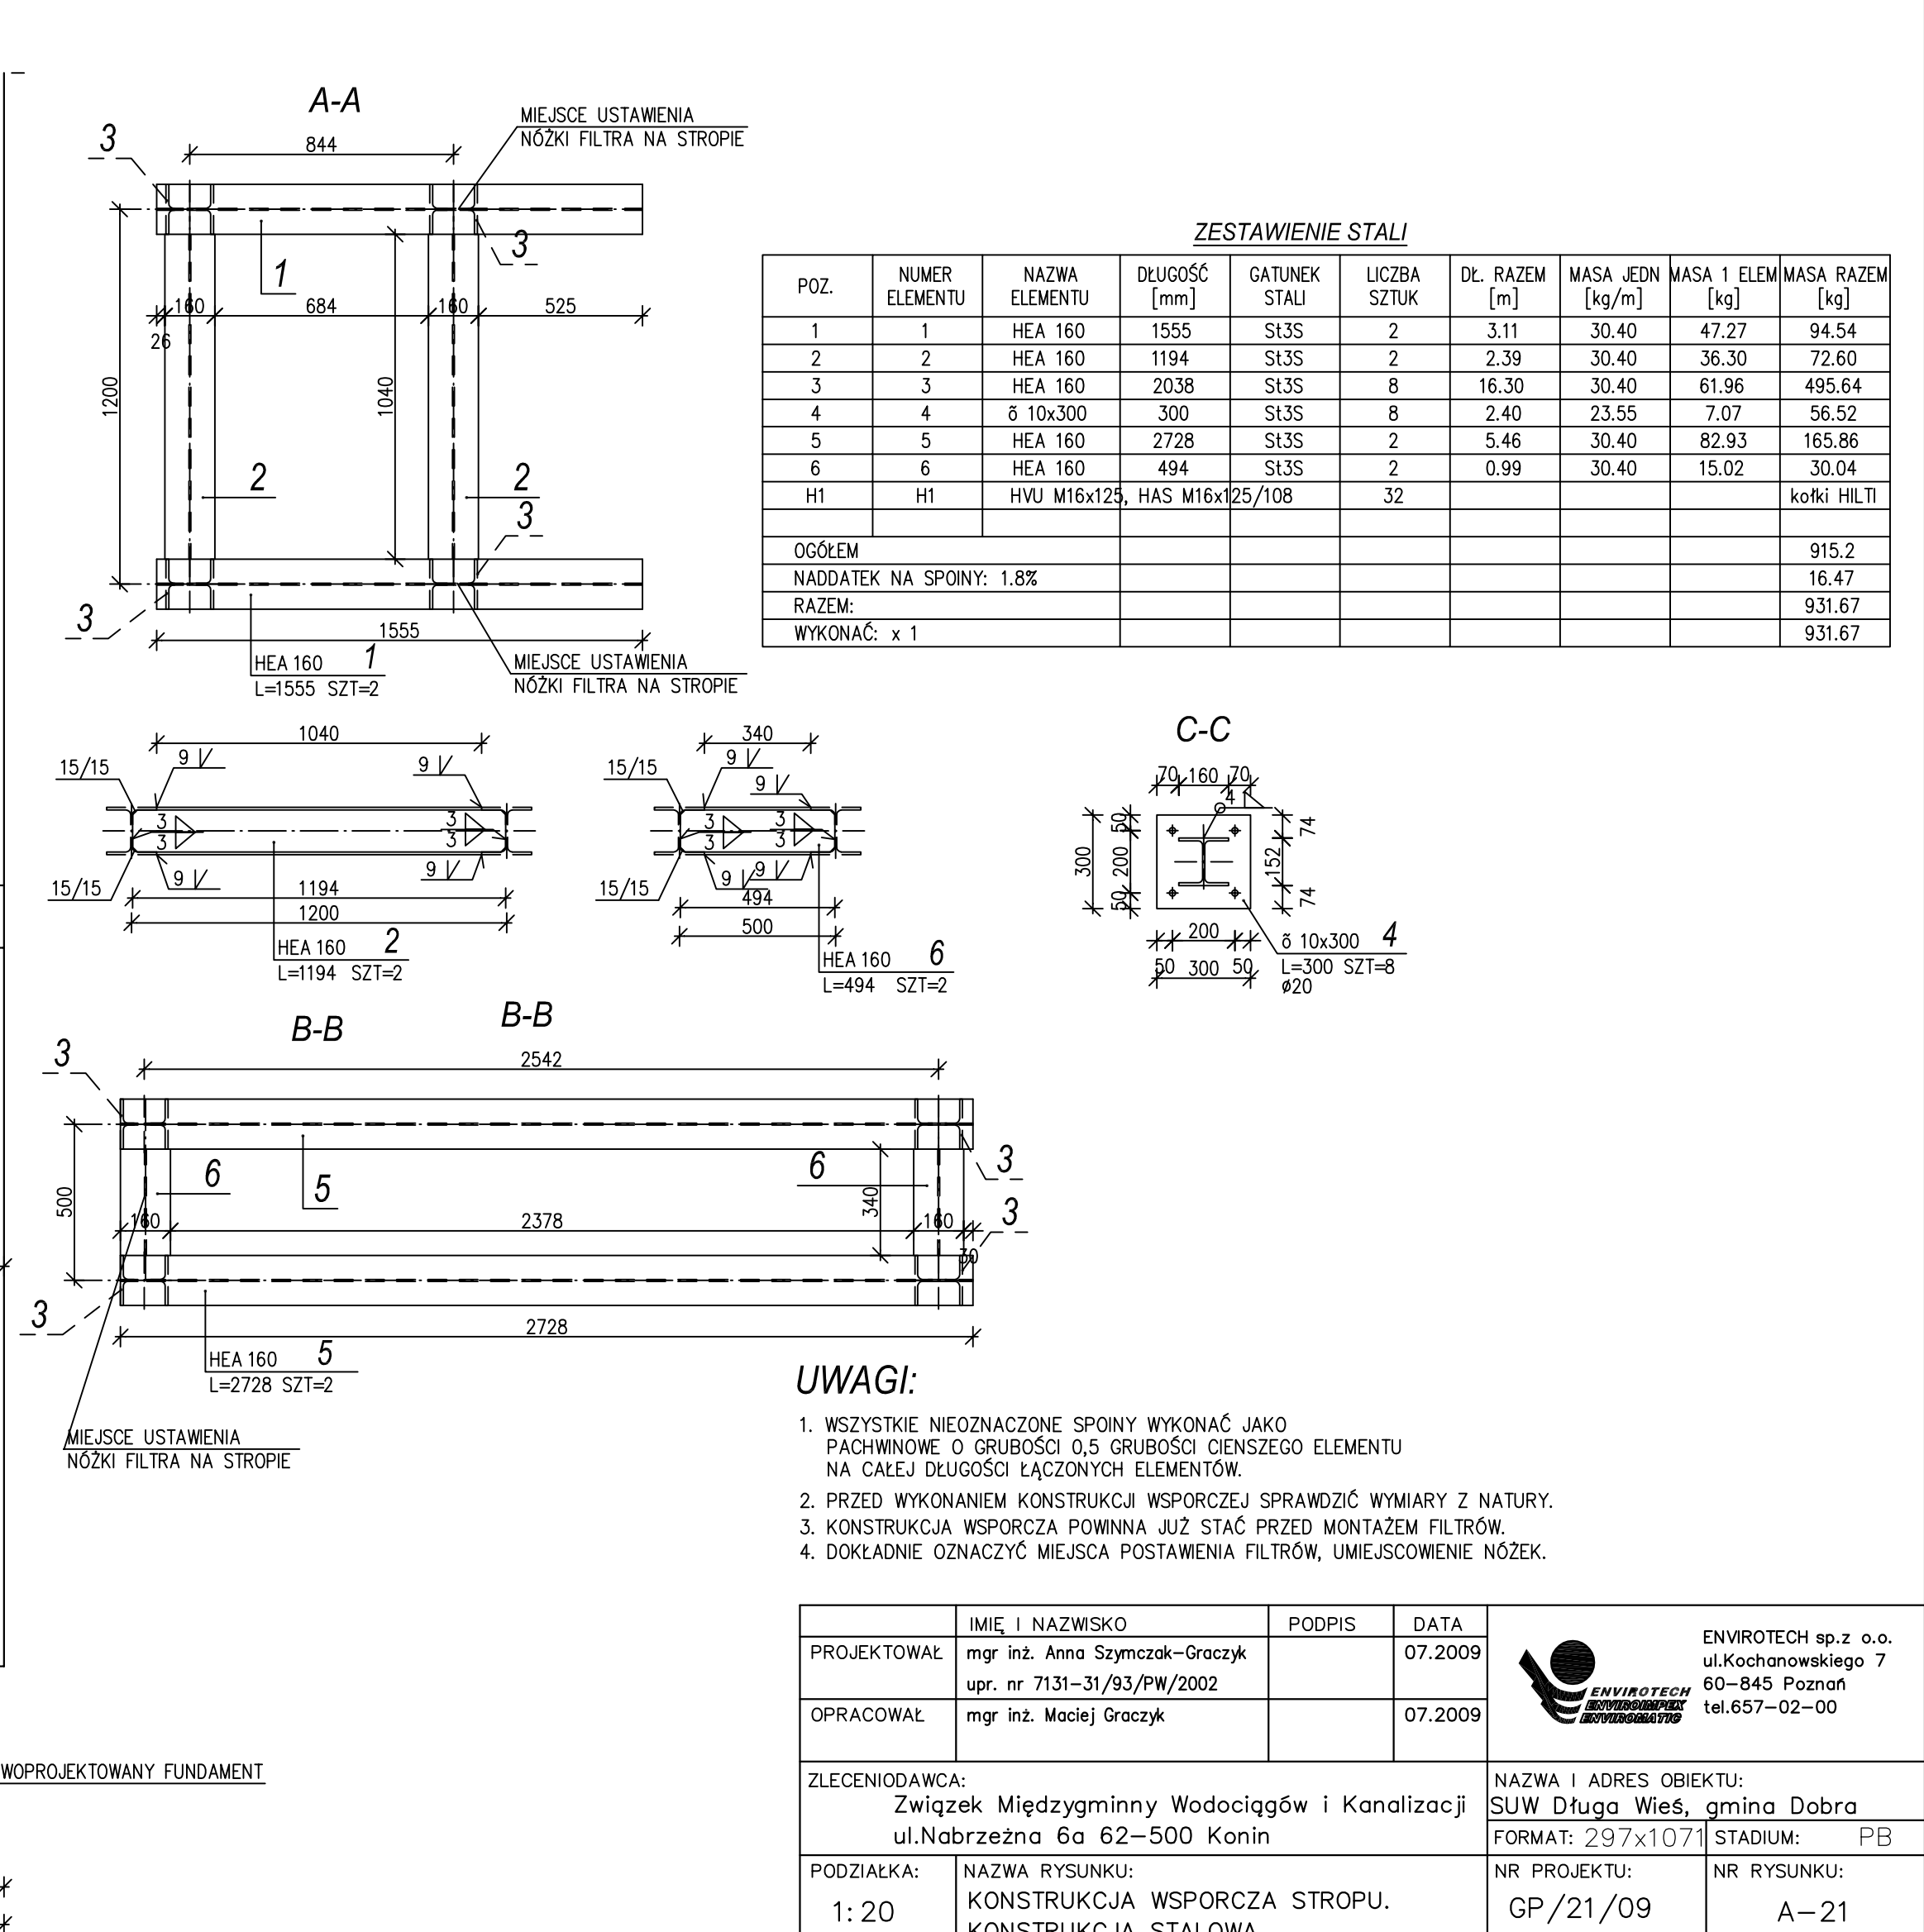 A-A
MIEJSCE USTAWIENIA
NÓŻKI FILTRA NA STROPIE
3
844
3
1
160
684
160
525
26
1200
1040
2
2
3
3
1555
HEA 160 1
L=1555 SZT=2
MIEJSCE USTAWIENIA
NÓŻKI FILTRA NA STROPIE
ZESTAWIENIE STALI
POZ. NUMER ELEMENTU NAZWA ELEMENTU DŁUGOŚĆ [mm] GATUNEK STALI LICZBA SZTUK DŁ. RAZEM [m] MASA JEDN [kg/m] MASA 1 ELEM [kg] MASA RAZEM [kg]
1 1 HEA 160 1555 St3S 2 3.11 30.40 47.27 94.54
2 2 HEA 160 1194 St3S 2 2.39 30.40 36.30 72.60
3 3 HEA 160 2038 St3S 8 16.30 30.40 61.96 495.64
4 4 õ 10x300 300 St3S 8 2.40 23.55 7.07 56.52
5 5 HEA 160 2728 St3S 2 5.46 30.40 82.93 165.86
6 6 HEA 160 494 St3S 2 0.99 30.40 15.02 30.04
H1 H1 HVU M16x125, HAS M16x125/108 32 kołki HILTI
OGÓŁEM 915.2
NADDATEK NA SPOINY: 1.8% 16.47
RAZEM: 931.67
WYKONAĆ: x 1 931.67
1040
15/15
9
9
3
3
3
3
15/15
9
9
1194
1200
HEA 160 2
L=1194 SZT=2
340
15/15
9
9
3
3
3
3
15/15
9
9
494
500
HEA 160 6
L=494 SZT=2
C-C
70 160 70
4
50
200
50
300
74
152
74
200
50 300 50
õ 10x300 4
L=300 SZT=8
ø20
B-B
B-B
3
2542
6
5
6
3
500
160
2378
340
160
3
30
3
2728
HEA 160 5
L=2728 SZT=2
MIEJSCE USTAWIENIA
NÓŻKI FILTRA NA STROPIE
UWAGI:
1. WSZYSTKIE NIEOZNACZONE SPOINY WYKONAĆ JAKO
PACHWINOWE O GRUBOŚCI 0,5 GRUBOŚCI CIENSZEGO ELEMENTU
NA CAŁEJ DŁUGOŚCI ŁĄCZONYCH ELEMENTÓW.
2. PRZED WYKONANIEM KONSTRUKCJI WSPORCZEJ SPRAWDZIĆ WYMIARY Z NATURY.
3. KONSTRUKCJA WSPORCZA POWINNA JUŻ STAĆ PRZED MONTAŻEM FILTRÓW.
4. DOKŁADNIE OZNACZYĆ MIEJSCA POSTAWIENIA FILTRÓW, UMIEJSCOWIENIE NÓŻEK.
WOPROJEKTOWANY FUNDAMENT
IMIĘ I NAZWISKO PODPIS DATA
PROJEKTOWAŁ mgr inż. Anna Szymczak-Graczyk 07.2009
upr. nr 7131-31/93/PW/2002
OPRACOWAŁ mgr inż. Maciej Graczyk 07.2009
ENVIROTECH
ENVIROIMPEX
ENVIROMATIC
ENVIROTECH sp.z o.o.
ul.Kochanowskiego 7
60-845 Poznań
tel.657-02-00
ZLECENIODAWCA:
Związek Międzygminny Wodociągów i Kanalizacji
ul.Nabrzeżna 6a 62-500 Konin
NAZWA I ADRES OBIEKTU:
SUW Długa Wieś, gmina Dobra
FORMAT: 297x1071 STADIUM: PB
PODZIAŁKA:
1:20
NAZWA RYSUNKU:
KONSTRUKCJA WSPORCZA STROPU.
KONSTRUKCJA STALOWA
NR PROJEKTU:
GP/21/09
NR RYSUNKU:
A-21